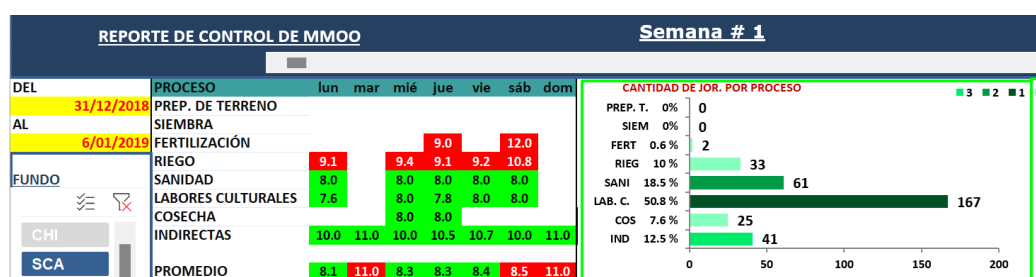 REPORTE DE CONTROL DE MMOO
Semana # 1
DEL
31/12/2018
AL
6/01/2019
FUNDO
CHI
SCA
PROCESO lun mar mié jue vie sáb dom
PREP. DE TERRENO
SIEMBRA
FERTILIZACIÓN 9.0 12.0
RIEGO 9.1 9.4 9.1 9.2 10.8
SANIDAD 8.0 8.0 8.0 8.0 8.0
LABORES CULTURALES 7.6 8.0 7.8 8.0 8.0
COSECHA 8.0 8.0
INDIRECTAS 10.0 11.0 10.0 10.5 10.7 10.0 11.0
PROMEDIO 8.1 11.0 8.3 8.3 8.4 8.5 11.0
CANTIDAD DE JOR. POR PROCESO
3 2 1
PREP. T. 0% 0
SIEM 0% 0
FERT 0.6% 2
RIEG 10% 33
SANI 18.5% 61
LAB. C. 50.8% 167
COS 7.6% 25
IND 12.5% 41
0 50 100 150 200